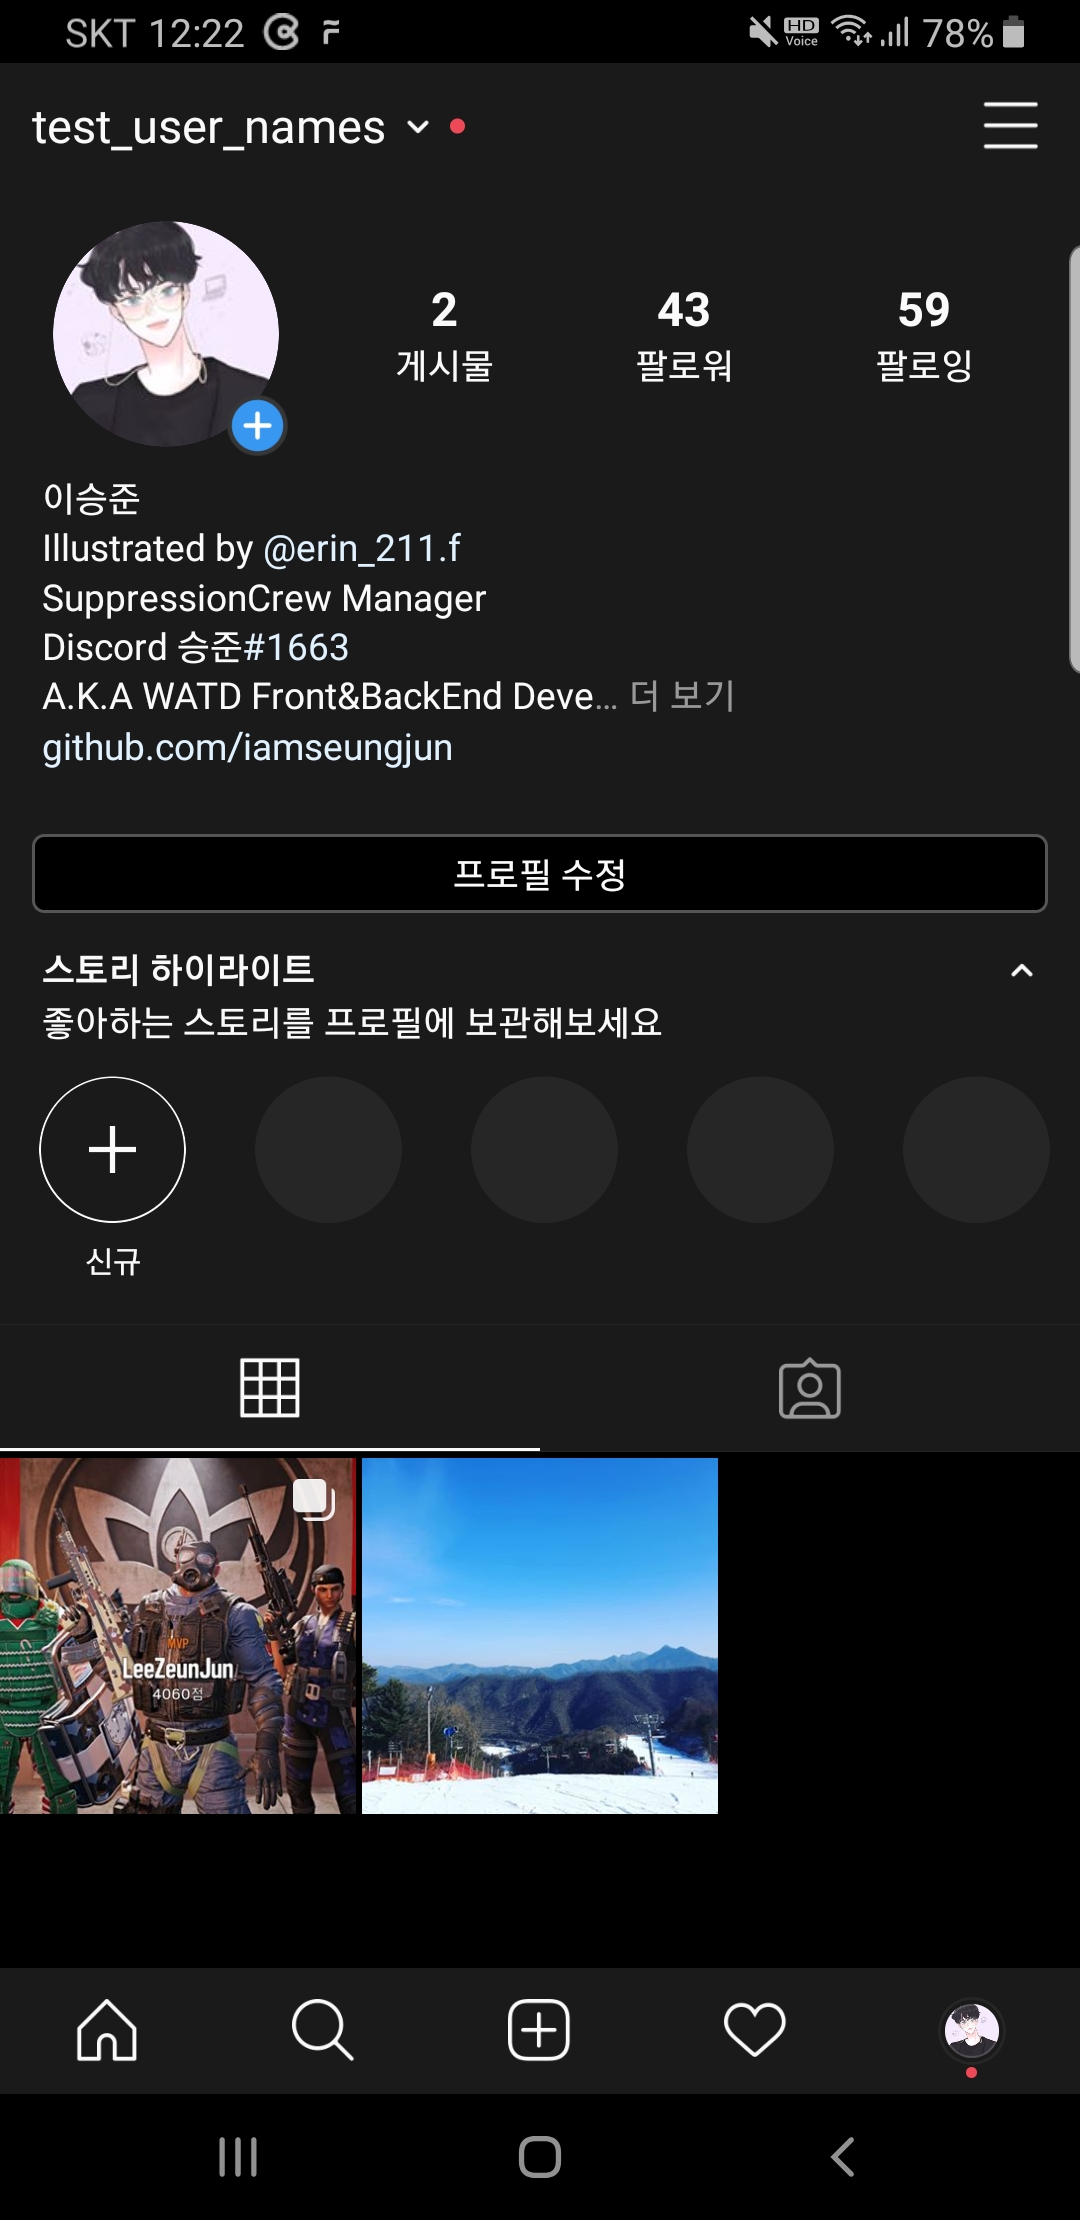 SKT 12:22
HD Voice 78%
test_user_names
2 43 59
게시물 팔로워 팔로잉
이승준
Illustrated by @erin_211.f
SuppressionCrew Manager
Discord 승준#1663
A.K.A WATD Front&BackEnd Deve... 더 보기
github.com/iamseungjun
프로필 수정
스토리 하이라이트
좋아하는 스토리를 프로필에 보관해보세요
신규
MVP
LeeZeunJun
4060점